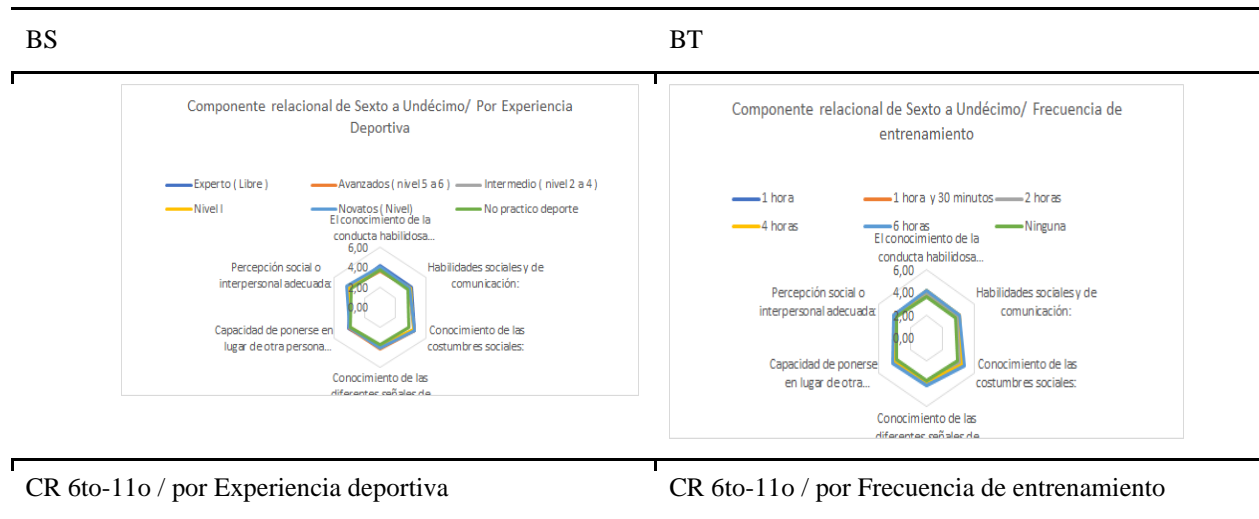 BS
BT
Componente relacional de Sexto a Undécimo/ Por Experiencia
Deportiva
Experto ( Libre )
Avanzados ( nivel 5 a 6 )
Intermedio ( nivel 2 a 4 )
Nivel I
Novatos ( Nivel)
No practico deporte
El conocimiento de la
conducta habilidosa...
6,00
4,00
2,00
0,00
Percepción social o
interpersonal adecuada:
Habilidades sociales y de
comunicación:
Capacidad de ponerse en
lugar de otra persona...
Conocimiento de las
costumbres sociales:
Conocimiento de las
diferentes señales de
Componente relacional de Sexto a Undécimo/ Frecuencia de
entrenamiento
1 hora
1 hora y 30 minutos
2 horas
4 horas
6 horas
Ninguna
El conocimiento de la
conducta habilidosa...
6,00
4,00
2,00
0,00
Percepción social o
interpersonal adecuada:
Habilidades sociales y de
comunicación:
Capacidad de ponerse
en lugar de otra...
Conocimiento de las
costumbres sociales:
Conocimiento de las
diferentes señales de
CR 6to-11o / por Experiencia deportiva
CR 6to-11o / por Frecuencia de entrenamiento